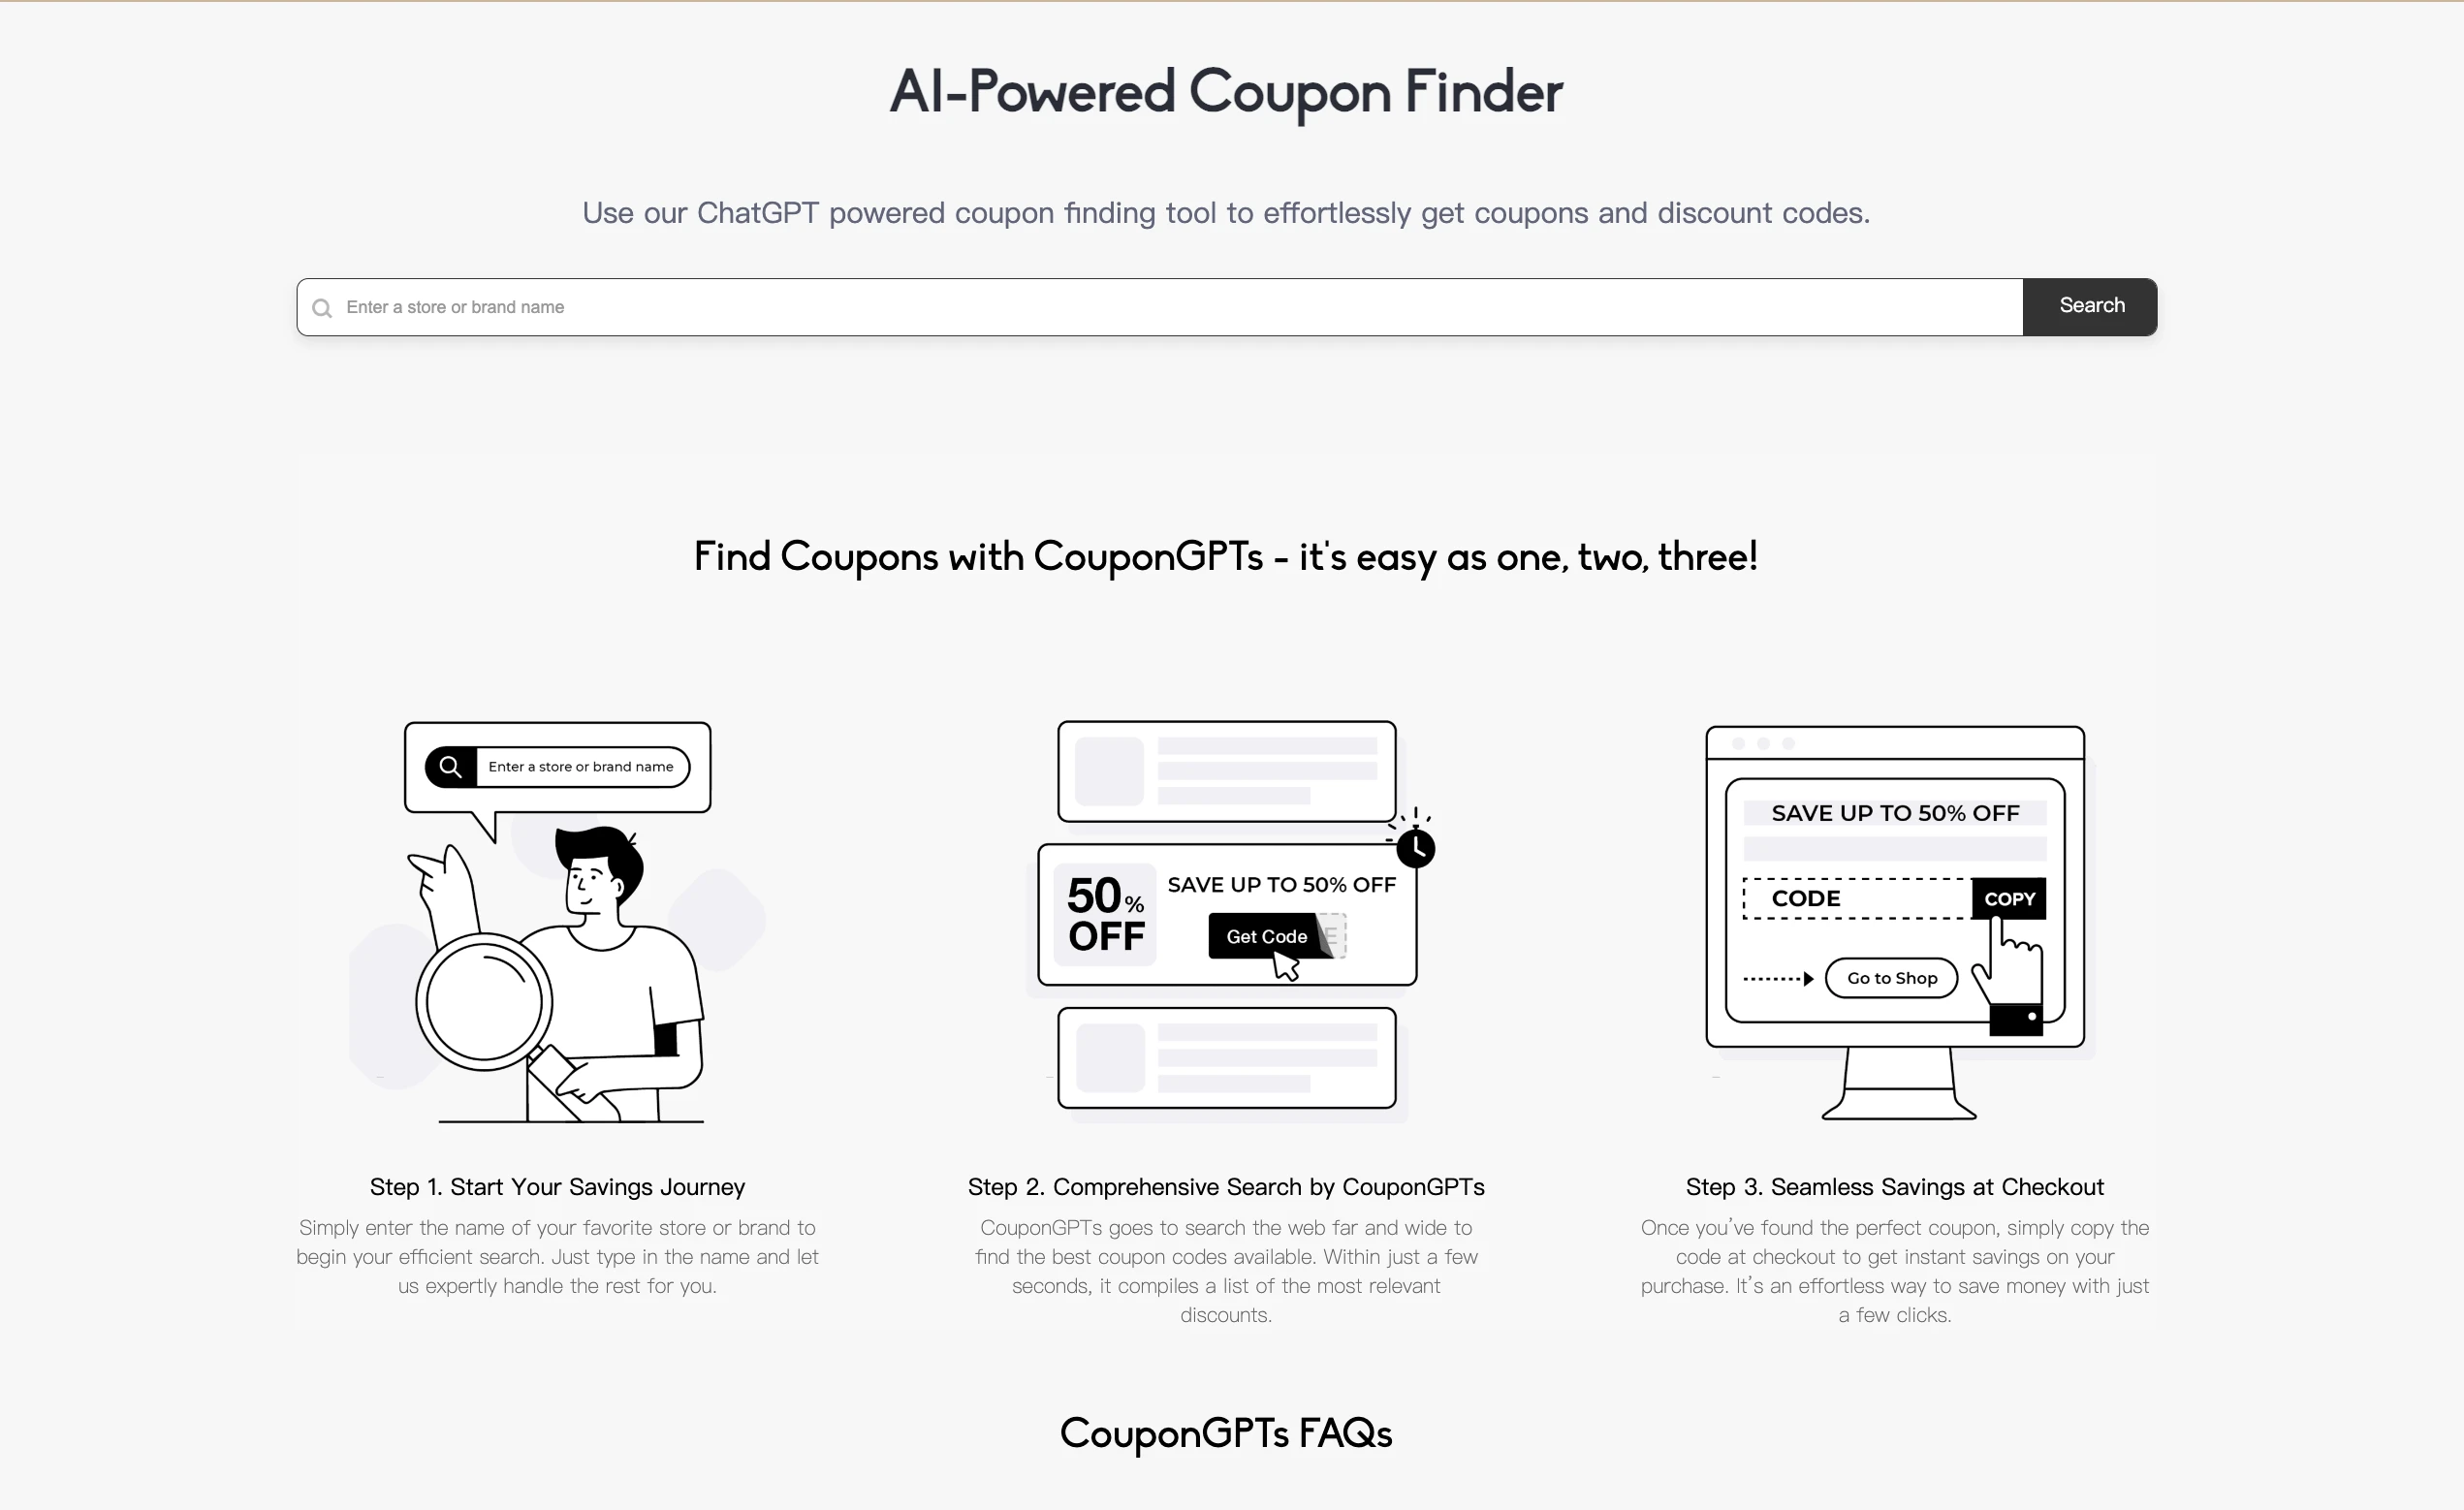 AI-Powered Coupon Finder
Use our ChatGPT powered coupon finding tool to effortlessly get coupons and discount codes.
Enter a store or brand name
Search
Find Coupons with CouponGPTs - it's easy as one, two, three!
Enter a store or brand name
50%
OFF
SAVE UP TO 50% OFF
Get Code
E
SAVE UP TO 50% OFF
CODE
COPY
Go to Shop
Step 1. Start Your Savings Journey
Simply enter the name of your favorite store or brand to
begin your efficient search. Just type in the name and let
us expertly handle the rest for you.
Step 2. Comprehensive Search by CouponGPTs
CouponGPTs goes to search the web far and wide to
find the best coupon codes available. Within just a few
seconds, it compiles a list of the most relevant
discounts.
Step 3. Seamless Savings at Checkout
Once you’ve found the perfect coupon, simply copy the
code at checkout to get instant savings on your
purchase. It’s an effortless way to save money with just
a few clicks.
CouponGPTs FAQs